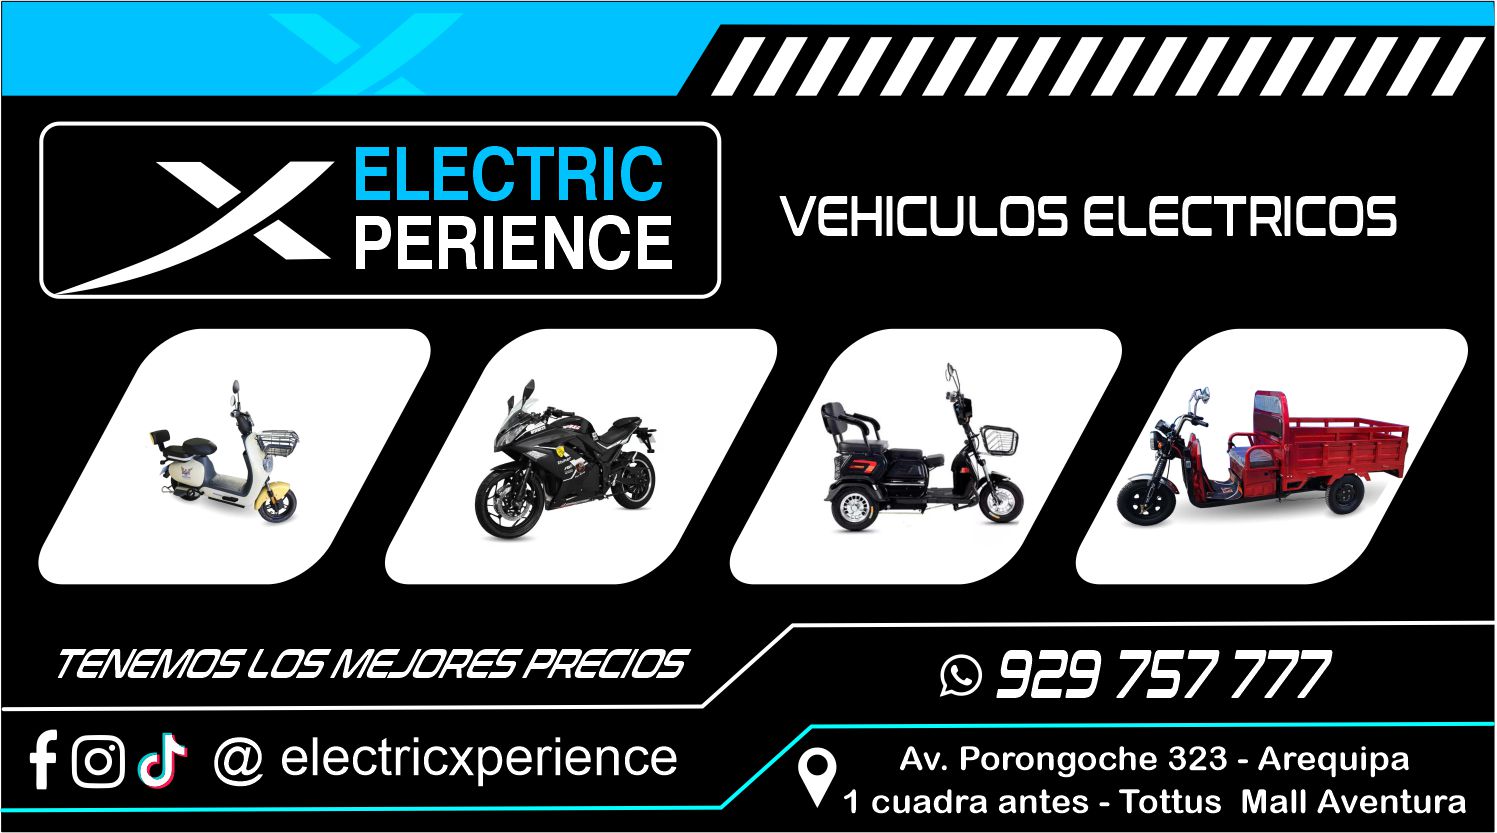 ELECTRIC
PERIENCE
VEHICULOS ELECTRICOS
TENEMOS LOS MEJORES PRECIOS
929 757 777
@ electricxperience
Av. Porongoche 323 - Arequipa
1 cuadra antes - Tottus Mall Aventura